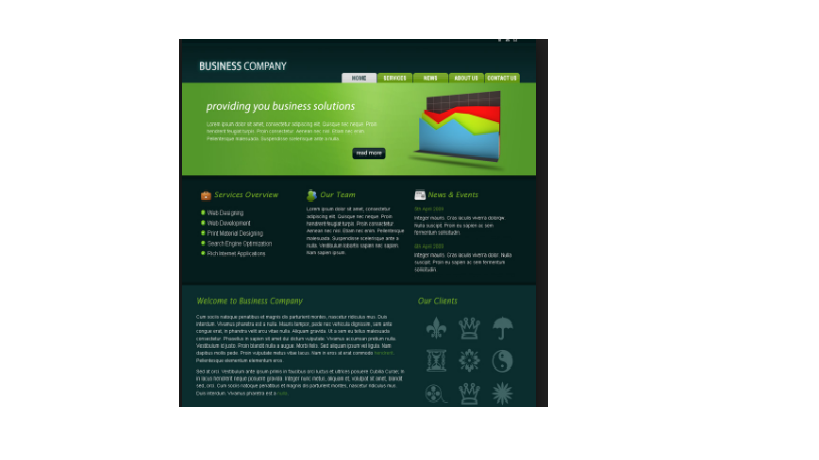 BUSINESS COMPANY
HOME SERVICES NEWS ABOUT US CONTACT US
providing you business solutions
Lorem ipsum dolor sit amet, consectetur adipiscing elit. Quisque nec neque. Proin
hendrerit feugiat turpis. Proin consectetur. Aenean nec nisl. Etiam nec enim.
Pellentesque malesuada. Suspendisse scelerisque ante a nulla.
read more
Services Overview
Web Designing
Web Development
Print Material Designing
Search Engine Optimization
Rich Internet Applications
Our Team
Lorem ipsum dolor sit amet, consectetur
adipiscing elit. Quisque nec neque. Proin
hendrerit feugiat turpis. Proin consectetur.
Aenean nec nisl. Etiam nec enim. Pellentesque
malesuada. Suspendisse scelerisque ante a
nulla. Vestibulum lobortis sapien nec sapien.
Nam sapien ipsum.
News & Events
5th April 2009
Integer mauris. Cras iaculis viverra dolor
Nulla suscipit. Proin eu sapien ac sem
fermentum sollicitudin.
5th April 2009
Integer mauris. Cras iaculis viverra dolor. Nulla
suscipit. Proin eu sapien ac sem fermentum
sollicitudin.
Welcome to Business Company
Cum sociis natoque penatibus et magnis dis parturient montes, nascetur ridiculus mus. Duis
interdum. Vivamus pharetra est a nulla. Mauris tempor, pede nec vehicula dignissim, sem ante
congue erat, in pharetra velit arcu vitae nulla. Aliquam gravida. Ut a sem eu tellus malesuada
consectetur. Phasellus in sapien sit amet dui dictum vulputate. Vivamus accumsan pretium nulla.
Vestibulum id justo. Proin blandit nulla a augue. Morbi felis. Sed aliquam ipsum vel ligula. Nam
dapibus mollis pede. Proin vulputate metus vitae lacus. Nam in eros at erat commodo hendrerit.
Pellentesque elementum elementum eros.
Sed at orci. Vestibulum ante ipsum primis in faucibus orci luctus et ultrices posuere Cubilia Curae; In
in lacus hendrerit neque posuere gravida. Integer nunc metus, aliquam et, volutpat sit amet, blandit
sed, orci. Cum sociis natoque penatibus et magnis dis parturient montes, nascetur ridiculus mus.
Duis interdum. Vivamus pharetra est a nulla.
Our Clients